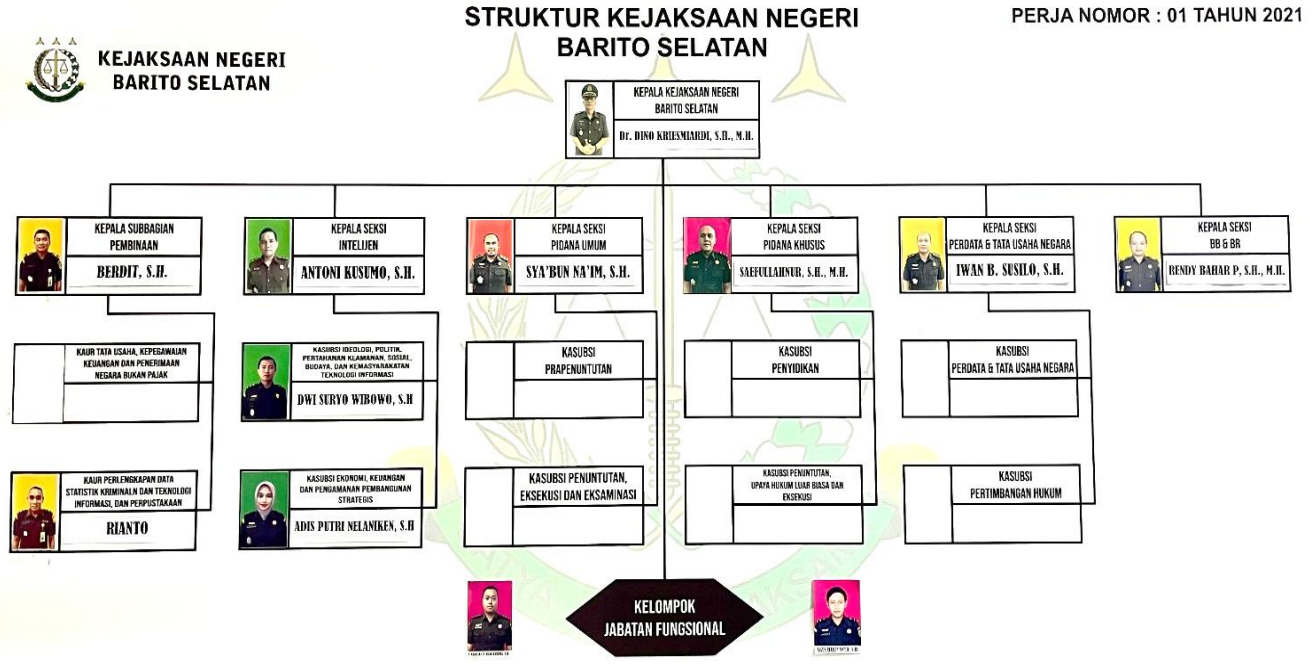 STRUKTUR KEJAKSAAN NEGERI
BARITO SELATAN
PERJA NOMOR : 01 TAHUN 2021
KEJAKSAAN NEGERI
BARITO SELATAN
KEPALA KEJAKSAAN NEGERI
BARITO SELATAN
Dr. DINO KRIESMIARDI, S.H., M.H.
KEPALA SUBBAGIAN
PEMBINAAN
BERDIT, S.H.
KEPALA SEKSI
INTELIJEN
ANTONI KUSUMO, S.H.
KEPALA SEKSI
PIDANA UMUM
SYA'BUN NA'IM, S.H.
KEPALA SEKSI
PIDANA KHUSUS
SAEFULLAHNUR, S.H., M.H.
KEPALA SEKSI
PERDATA & TATA USAHA NEGARA
IWAN B. SUSILO, S.H.
KEPALA SEKSI
BB & BR
RENDY BAHAR P, S.H., M.H.
KAUR TATA USAHA, KEPEGAWAIAN
KEUANGAN DAN PENERIMAAN
NEGARA BUKAN PAJAK
KASUBSI IDEOLOGI, POLITIK,
PERTAHANAN KEAMANAN, SOSIAL,
BUDAYA, DAN KEMASYARAKATAN
TEKNOLOGI INFORMASI
DWI SURYO WIBOWO, S.H
KASUBSI
PRAPENUNTUTAN
KASUBSI
PENYIDIKAN
KASUBSI
PERDATA & TATA USAHA NEGARA
KAUR PERLENGKAPAN DATA
STATISTIK KRIMINALN DAN TEKNOLOGI
INFORMASI, DAN PERPUSTAKAAN
RIANTO
KASUBSI EKONOMI, KEUANGAN
DAN PENGAMANAN PEMBANGUNAN
STRATEGIS
ADIS PUTRI NELANIKEN, S.H
KASUBSI PENUNTUTAN,
EKSEKUSI DAN EKSAMINASI
KASUBSI PENUNTUTAN,
UPAYA HUKUM LUAR BIASA DAN
EKSEKUSI
KASUBSI
PERTIMBANGAN HUKUM
KELOMPOK
JABATAN FUNGSIONAL